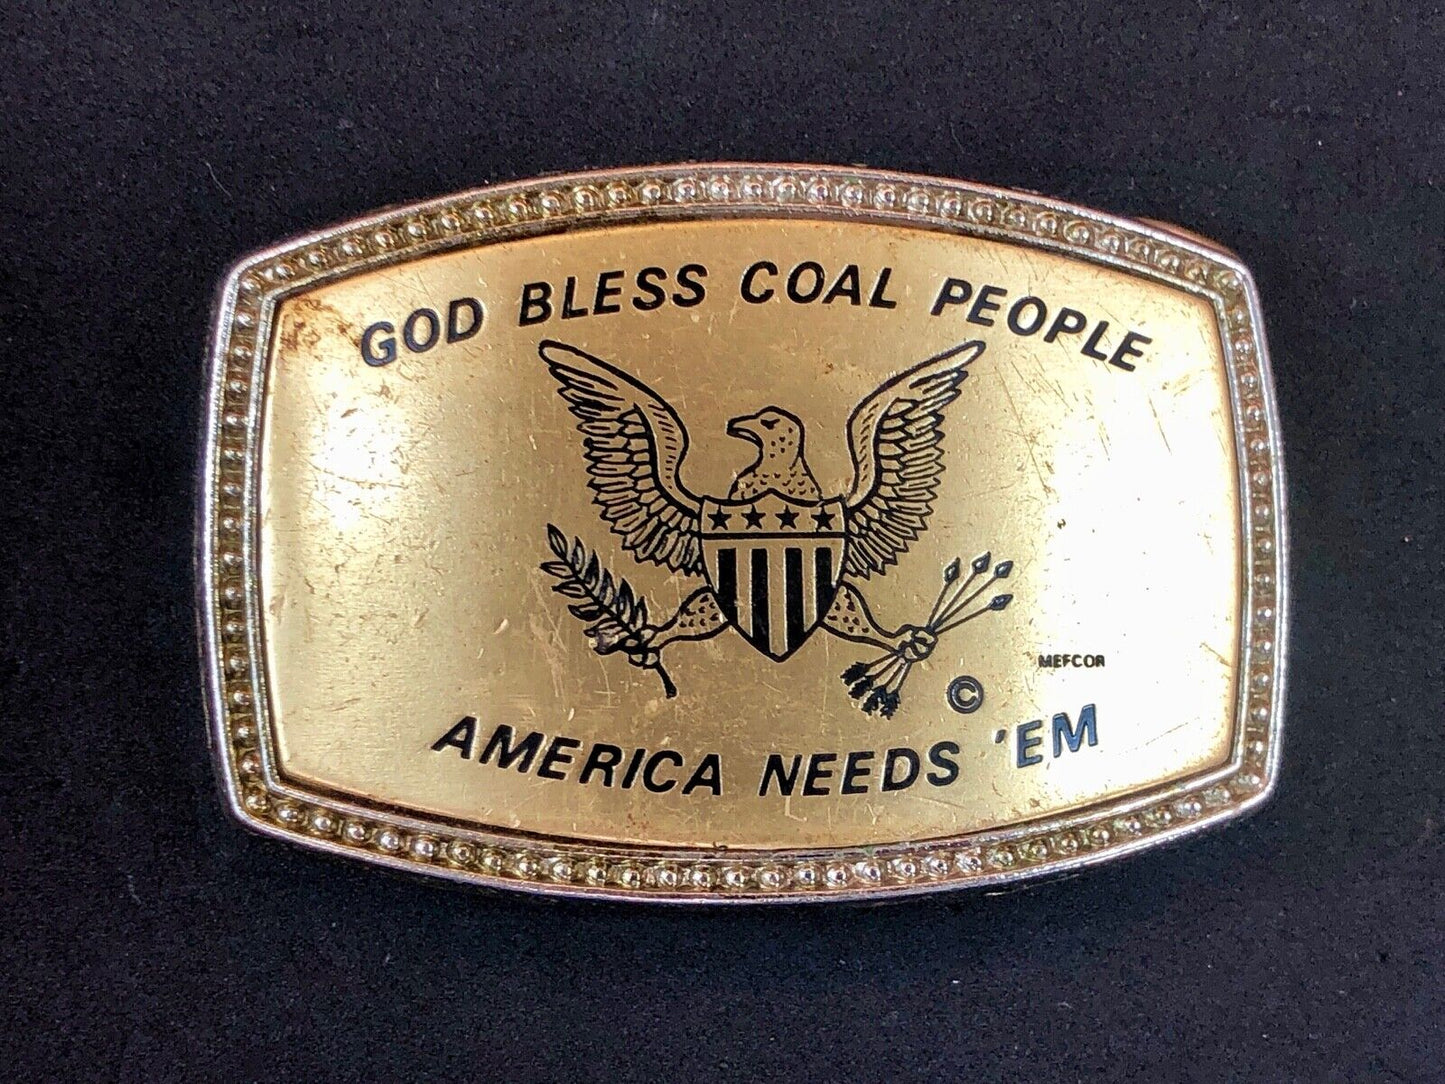 GOD BLESS COAL PEOPLE
MEFCOR
©
AMERICA NEEDS 'EM